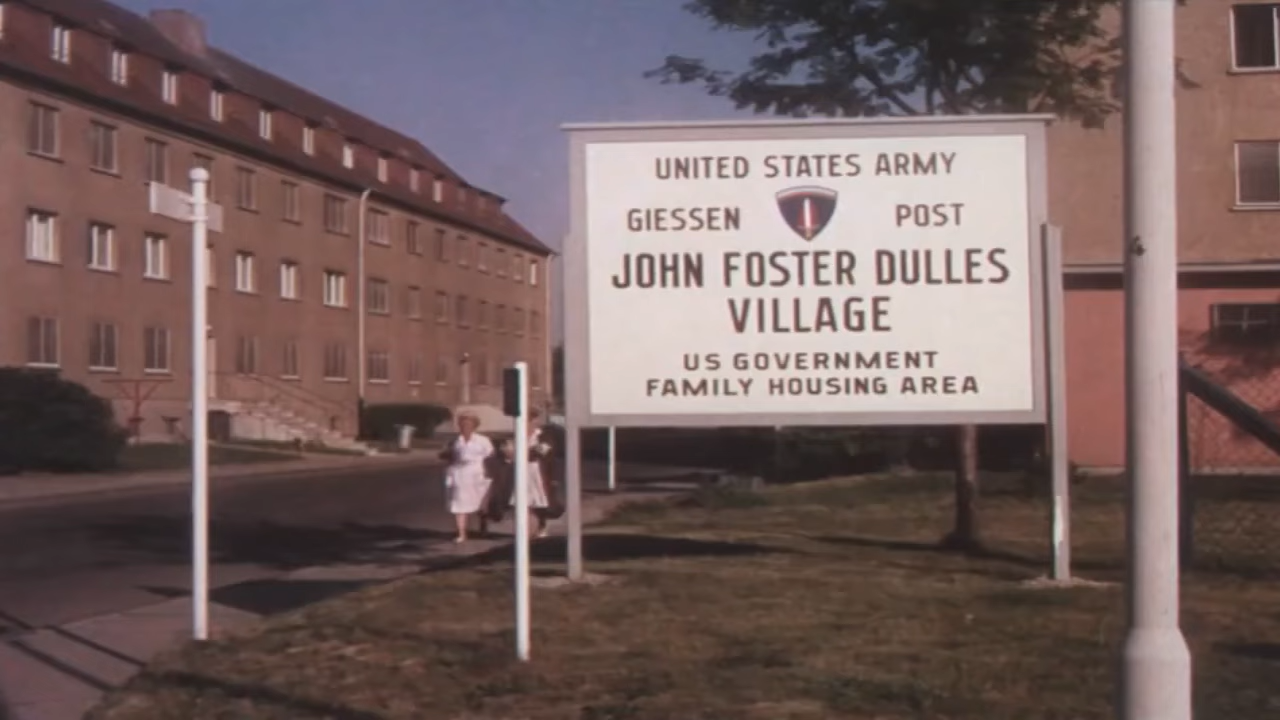 UNITED STATES ARMY
GIESSEN POST
JOHN FOSTER DULLES
VILLAGE
US GOVERNMENT
FAMILY HOUSING AREA